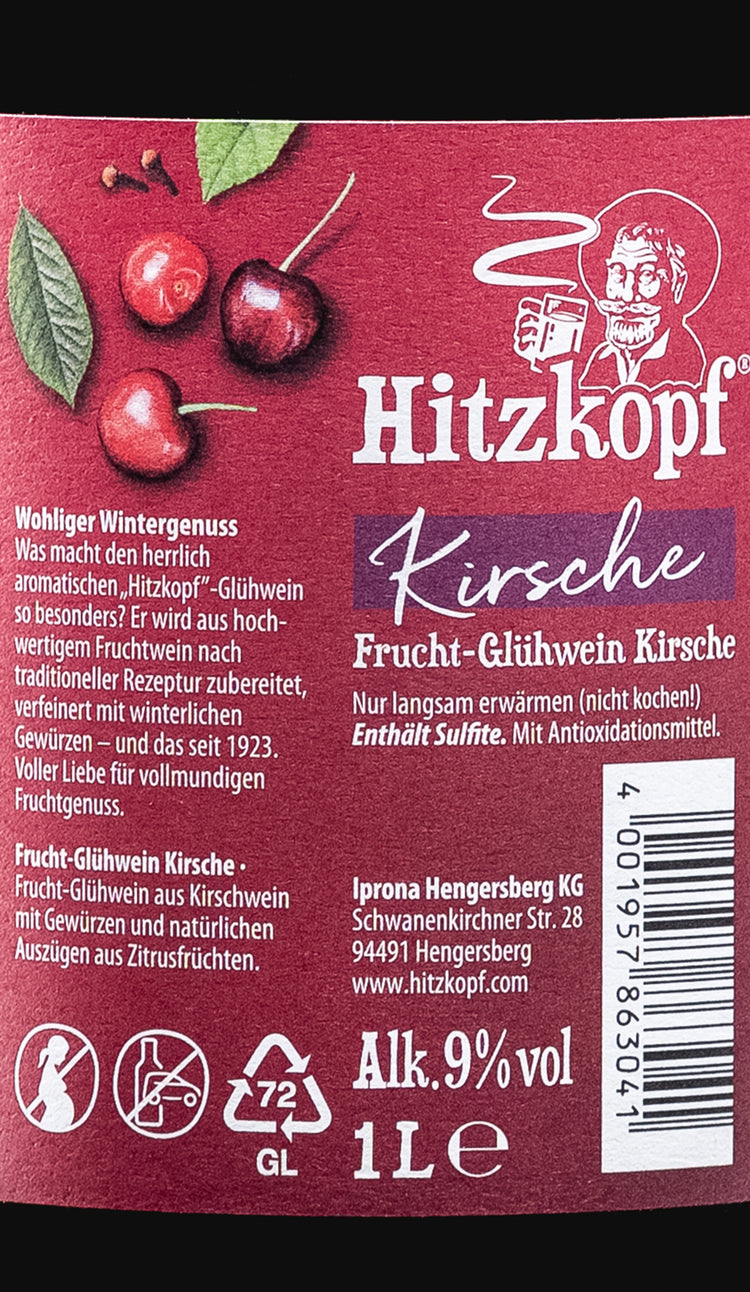 Hitzkopf®
Kirsche
Frucht-Glühwein Kirsche
Nur langsam erwärmen (nicht kochen!)
Enthält Sulfite. Mit Antioxidationsmittel.
Wohliger Wintergenuss
Was macht den herrlich
aromatischen „Hitzkopf”-Glühwein
so besonders? Er wird aus hoch-
wertigem Fruchtwein nach
traditioneller Rezeptur zubereitet,
verfeinert mit winterlichen
Gewürzen – und das seit 1923.
Voller Liebe für vollmundigen
Fruchtgenuss.
Frucht-Glühwein Kirsche •
Frucht-Glühwein aus Kirschwein
mit Gewürzen und natürlichen
Auszügen aus Zitrusfrüchten.
Iprona Hengersberg KG
Schwanenkirchner Str. 28
94491 Hengersberg
www.hitzkopf.com
72
GL
Alk. 9% vol
1L e
4 001957 863041